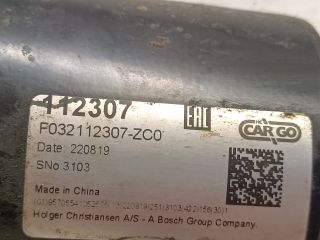 112307
EAC
CARGO
F032112307-ZC0
Date: 220819
SNo.3103
Made in China
Holger Christiansen A/S - A Bosch Group Company